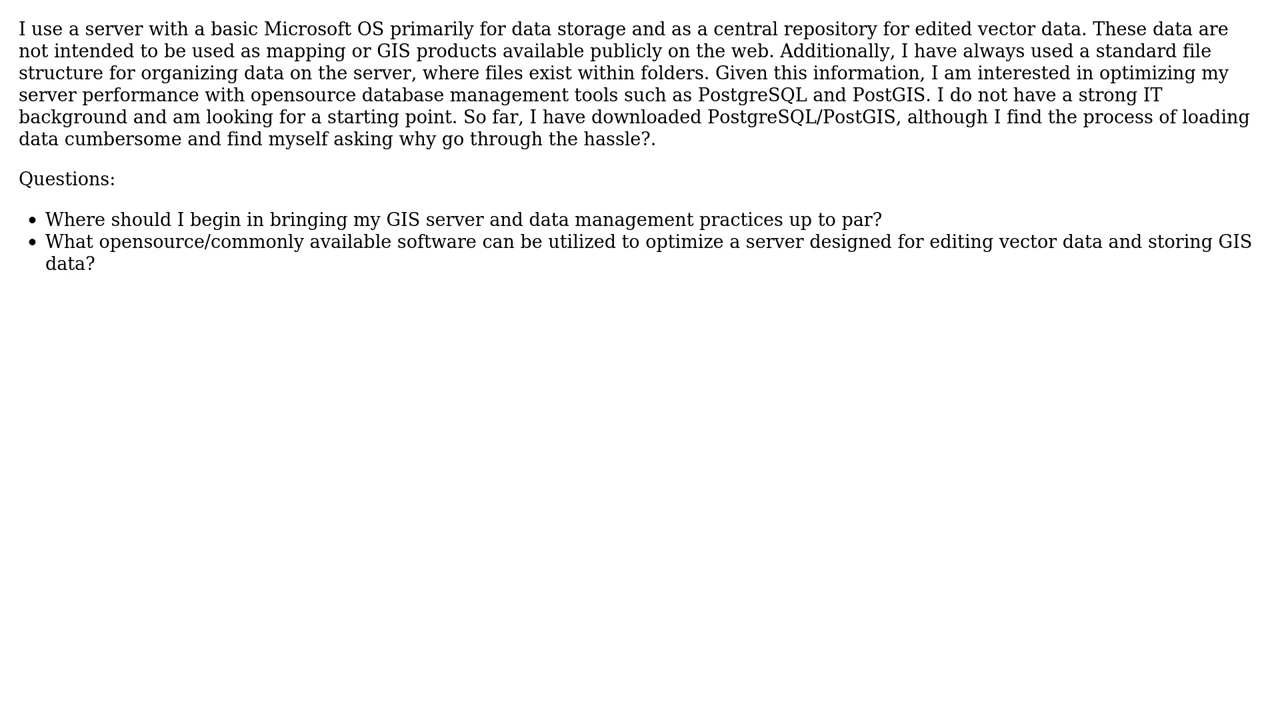 I use a server with a basic Microsoft OS primarily for data storage and as a central repository for edited vector data. These data are
not intended to be used as mapping or GIS products available publicly on the web. Additionally, I have always used a standard file
structure for organizing data on the server, where files exist within folders. Given this information, I am interested in optimizing my
server performance with opensource database management tools such as PostgreSQL and PostGIS. I do not have a strong IT
background and am looking for a starting point. So far, I have downloaded PostgreSQL/PostGIS, although I find the process of loading
data cumbersome and find myself asking why go through the hassle?.
Questions:
• Where should I begin in bringing my GIS server and data management practices up to par?
• What opensource/commonly available software can be utilized to optimize a server designed for editing vector data and storing GIS
data?